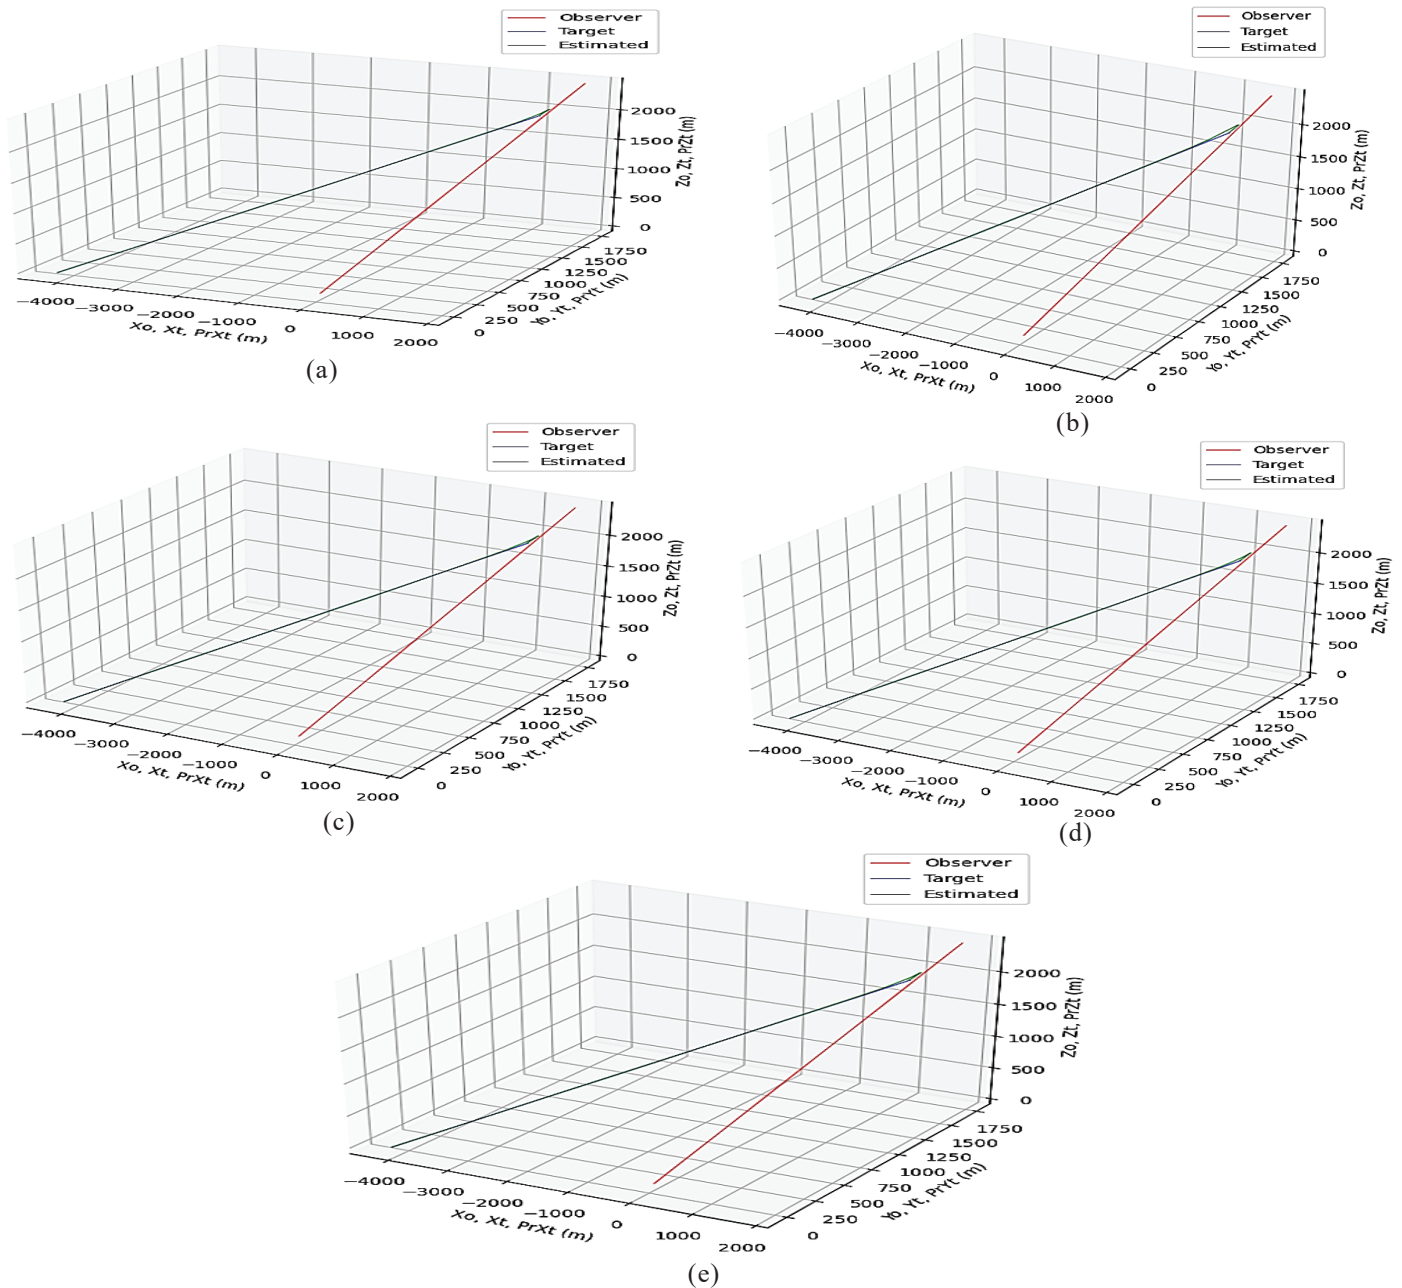 Observer
Target
Estimated
2000
1500
1000
500
0
Zo, Zt, PrZt (m)
1750
1500
1250
1000
750
500
250
0
Yo, Yt, PrYt (m)
−4000
−3000
−2000
−1000
0
1000
2000
Xo, Xt, PrXt (m)
(a)
Observer
Target
Estimated
2000
1500
1000
500
0
Zo, Zt, PrZt (m)
1750
1500
1250
1000
750
500
250
0
Yo, Yt, PrYt (m)
−4000
−3000
−2000
−1000
0
1000
2000
Xo, Xt, PrXt (m)
(b)
Observer
Target
Estimated
2000
1500
1000
500
0
Zo, Zt, PrZt (m)
1750
1500
1250
1000
750
500
250
0
Yo, Yt, PrYt (m)
−4000
−3000
−2000
−1000
0
1000
2000
Xo, Xt, PrXt (m)
(c)
Observer
Target
Estimated
2000
1500
1000
500
0
Zo, Zt, PrZt (m)
1750
1500
1250
1000
750
500
250
0
Yo, Yt, PrYt (m)
−4000
−3000
−2000
−1000
0
1000
2000
Xo, Xt, PrXt (m)
(d)
Observer
Target
Estimated
2000
1500
1000
500
0
Zo, Zt, PrZt (m)
1750
1500
1250
1000
750
500
250
0
Yo, Yt, PrYt (m)
−4000
−3000
−2000
−1000
0
1000
2000
Xo, Xt, PrXt (m)
(e)